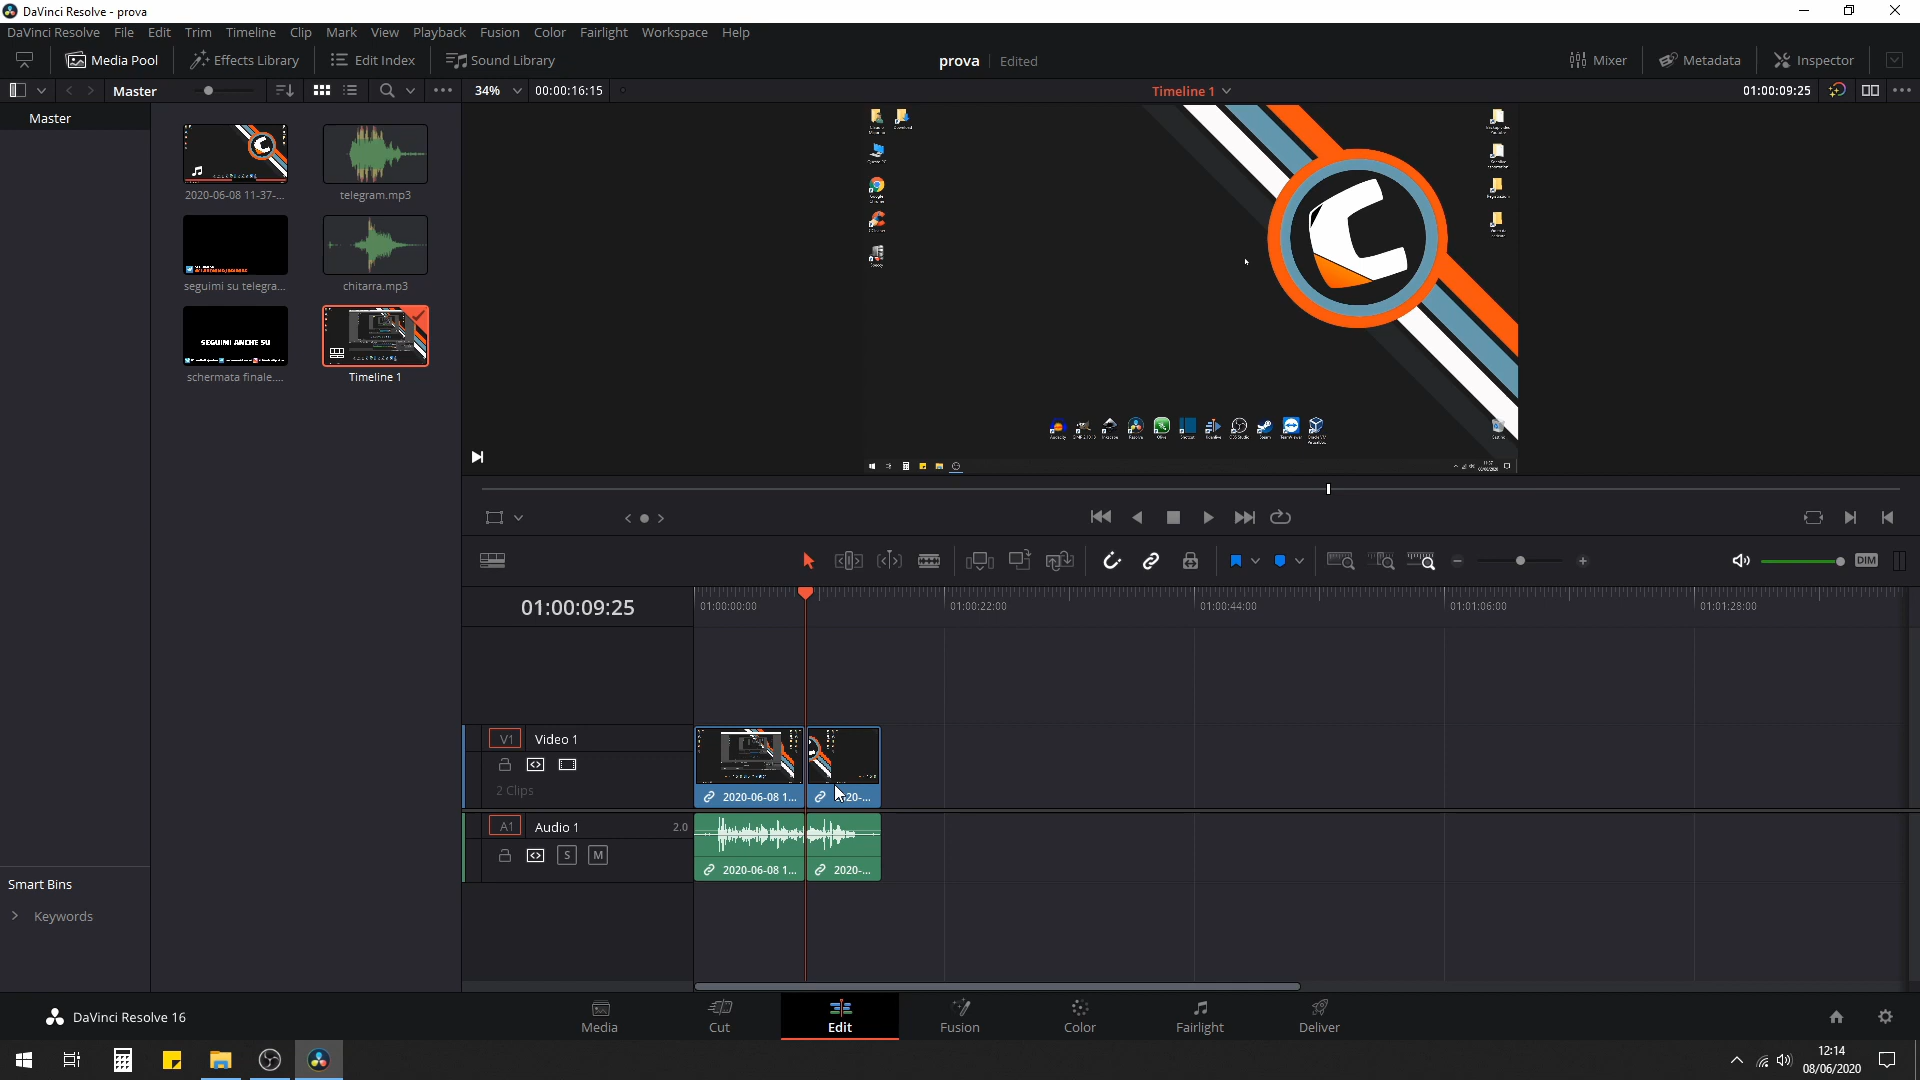 DaVinci Resolve - prova
DaVinci Resolve File Edit Trim Timeline Clip Mark View Playback Fusion Color Fairlight Workspace Help
Media Pool Effects Library Edit Index Sound Library
prova Edited
Mixer Metadata Inspector
Master
34% 00:00:16:15
Timeline 1
01:00:09:25
Master
2020-06-08 11-37-...
telegram.mp3
seguimi su telegra...
chitarra.mp3
SEGUIMI ANCHE SU
schermata finale....
Timeline 1
DIM
01:00:09:25
01:00:00:00 01:00:22:00 01:00:44:00 01:01:06:00 01:01:28:00
V1 Video 1
2 Clips
2020-06-08 1...
A1 Audio 1 2.0
S M
2020-06-08 1...
2020-...
Smart Bins
Keywords
DaVinci Resolve 16
Media Cut Edit Fusion Color Fairlight Deliver
12:14
08/06/2020